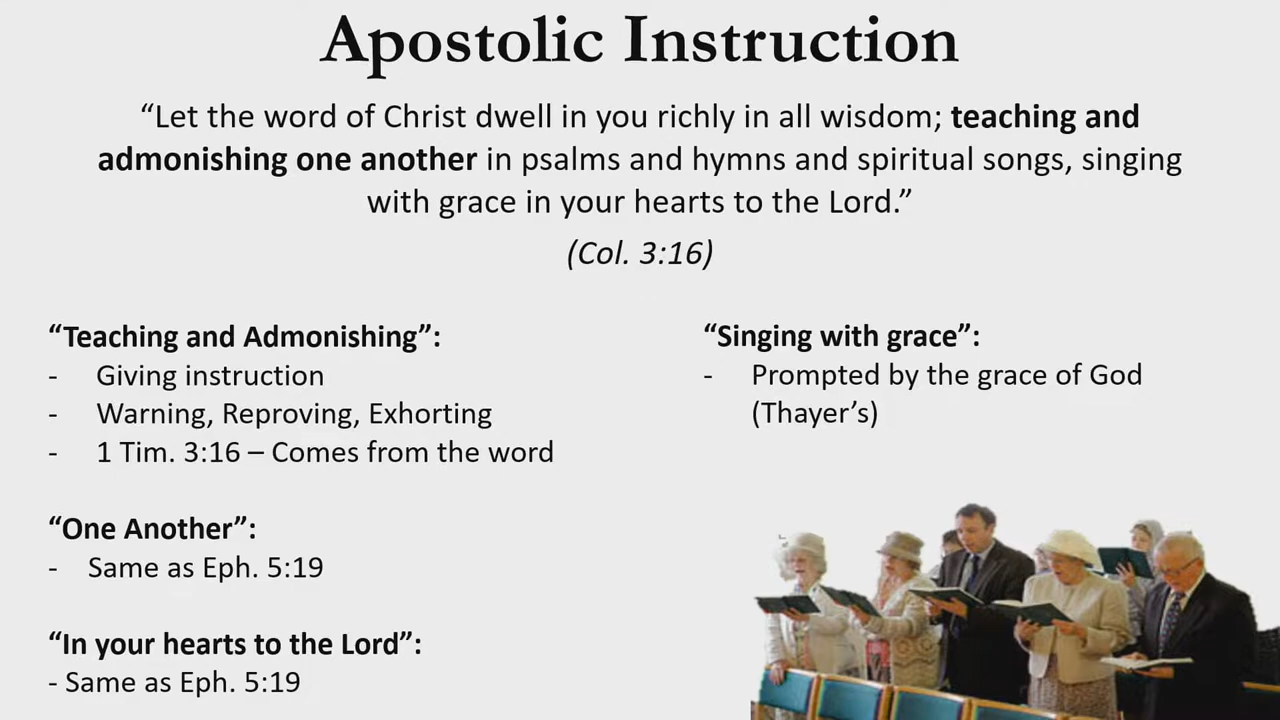 Apostolic Instruction
“Let the word of Christ dwell in you richly in all wisdom; teaching and
admonishing one another in psalms and hymns and spiritual songs, singing
with grace in your hearts to the Lord.”
(Col. 3:16)
“Teaching and Admonishing”:
- Giving instruction
- Warning, Reproving, Exhorting
- 1 Tim. 3:16 – Comes from the word
“One Another”:
- Same as Eph. 5:19
“In your hearts to the Lord”:
- Same as Eph. 5:19
“Singing with grace”:
- Prompted by the grace of God
(Thayer’s)